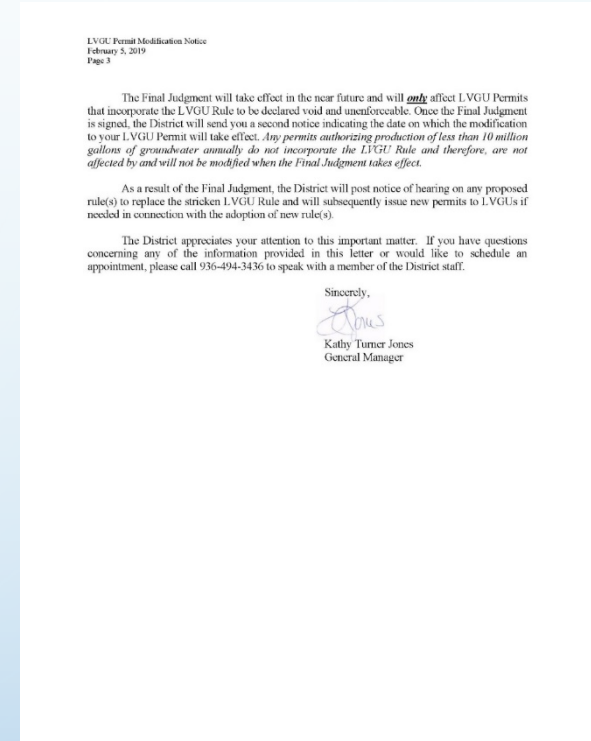 LVGU Permit Modification Notice
February 5, 2019
Page 3
The Final Judgment will take effect in the near future and will only affect LVGU Permits
that incorporate the LVGU Rule to be declared void and unenforceable. Once the Final Judgment
is signed, the District will send you a second notice indicating the date on which the modification
to your LVGU Permit will take effect. Any permits authorizing production of less than 10 million
gallons of groundwater annually do not incorporate the LVGU Rule and therefore, are not
affected by and will not be modified when the Final Judgment takes effect.
As a result of the Final Judgment, the District will post notice of hearing on any proposed
rule(s) to replace the stricken LVGU Rule and will subsequently issue new permits to LVGUs if
needed in connection with the adoption of new rule(s).
The District appreciates your attention to this important matter. If you have questions
concerning any of the information provided in this letter or would like to schedule an
appointment, please call 936-494-3436 to speak with a member of the District staff.
Sincerely,
Jones
Kathy Turner Jones
General Manager